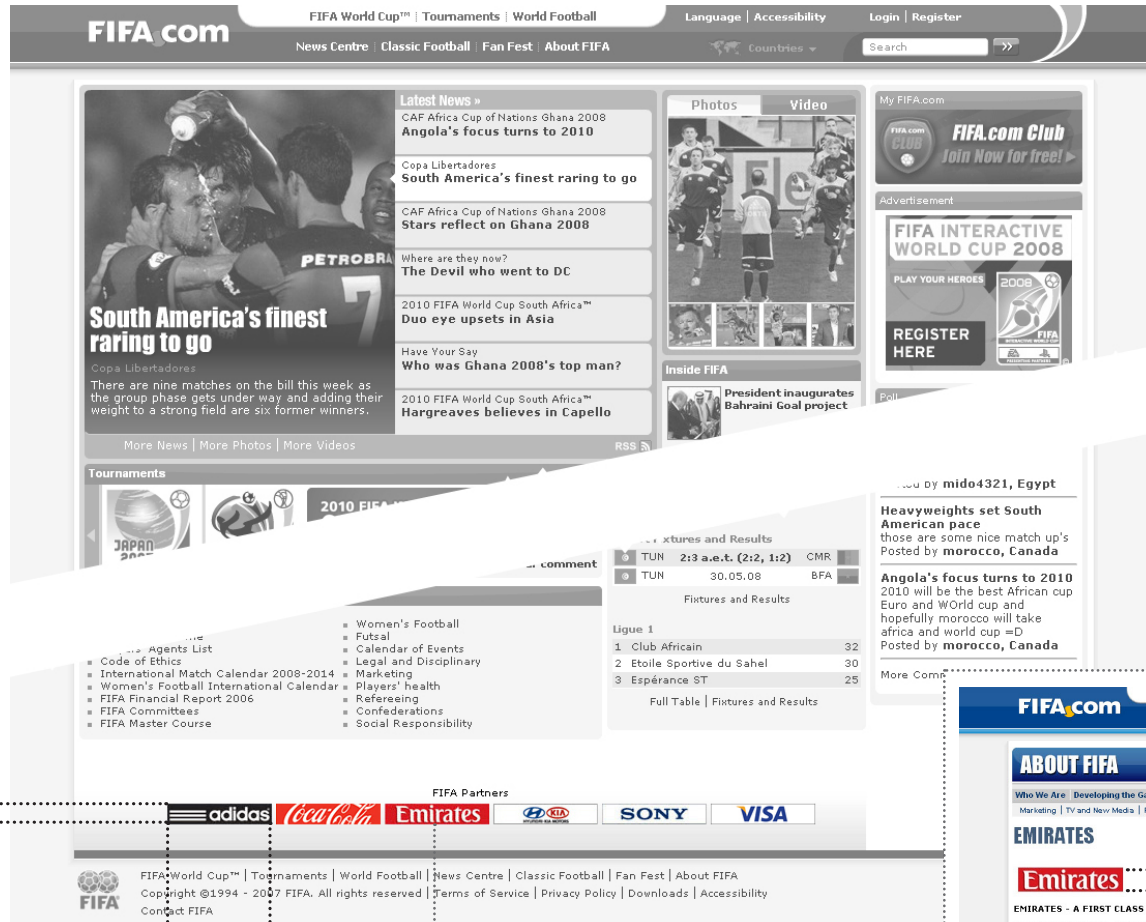 FIFA.com
FIFA World Cup™ | Tournaments | World Football
Language | Accessibility
Login | Register
News Centre | Classic Football | Fan Fest | About FIFA
Countries
Search
Latest News »
CAF Africa Cup of Nations Ghana 2008
Angola's focus turns to 2010
Copa Libertadores
South America's finest raring to go
CAF Africa Cup of Nations Ghana 2008
Stars reflect on Ghana 2008
Where are they now?
The Devil who went to DC
2010 FIFA World Cup South Africa™
Duo eye upsets in Asia
Have Your Say
Who was Ghana 2008's top man?
2010 FIFA World Cup South Africa™
Hargreaves believes in Capello
PETROBRA
7
South America's finest
raring to go
Copa Libertadores
There are nine matches on the bill this week as
the group phase gets under way and adding their
weight to a strong field are six former winners.
More News | More Photos | More Videos
RSS
Photos
Video
Inside FIFA
President inaugurates
Bahraini Goal project
My FIFA.com
FIFA.com
CLUB
FIFA.com Club
Join Now for free!
Advertisement
FIFA INTERACTIVE
WORLD CUP 2008
PLAY YOUR HEROES
2008
REGISTER
HERE
FIFA
Poll
Tournaments
JAPAN
2010 FIFA
comment
by mido4321, Egypt
Heavyweights set South
American pace
those are some nice match up's
Posted by morocco, Canada
Angola's focus turns to 2010
2010 will be the best African cup
Euro and WOrld cup and
hopefully morocco will take
africa and world cup =D
Posted by morocco, Canada
More Comm
xtures and Results
TUN 2:3 a.e.t. (2:2, 1:2) CMR
TUN 30.05.08 BFA
Fixtures and Results
Ligue 1
1 Club Africain 32
2 Etoile Sportive du Sahel 30
3 Espérance ST 25
Full Table | Fixtures and Results
Agents List
Code of Ethics
International Match Calendar 2008-2014
Women's Football International Calendar
FIFA Financial Report 2006
FIFA Committees
FIFA Master Course
Women's Football
Futsal
Calendar of Events
Legal and Disciplinary
Marketing
Players' health
Refereeing
Confederations
Social Responsibility
FIFA Partners
adidas
Coca-Cola
Emirates
HYUNDAI KIA MOTORS
SONY
VISA
FIFA
FIFA World Cup™ | Tournaments | World Football | News Centre | Classic Football | Fan Fest | About FIFA
Copyright ©1994 - 2007 FIFA. All rights reserved | Terms of Service | Privacy Policy | Downloads | Accessibility
Contact FIFA
FIFA.com
ABOUT FIFA
Who We Are Developing the Ga
Marketing | TV and New Media |
EMIRATES
Emirates
EMIRATES - A FIRST CLASS